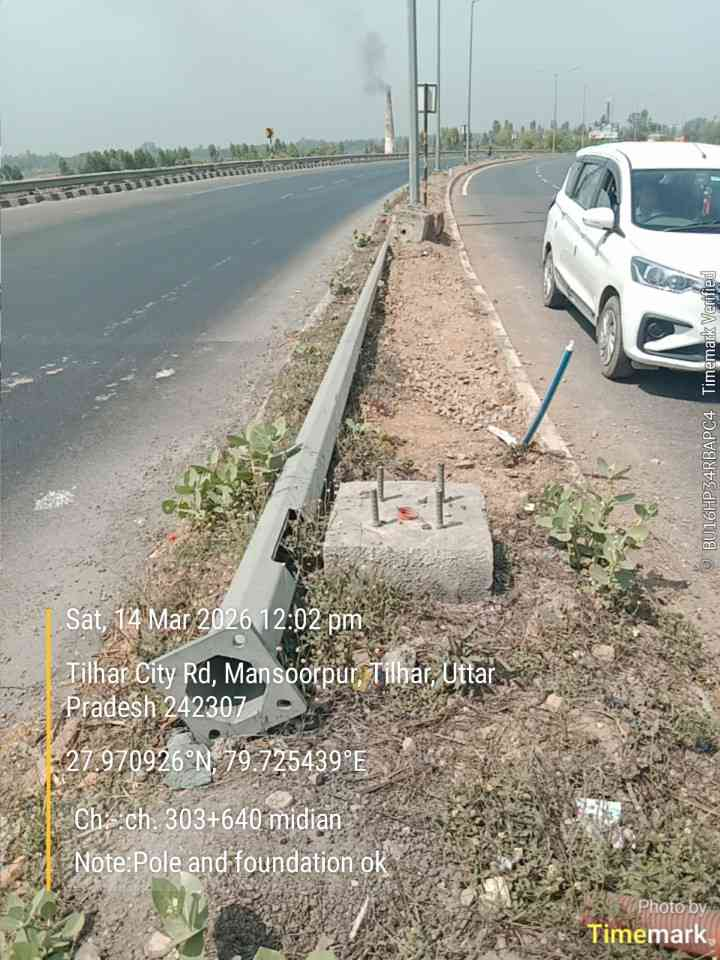 Sat, 14 Mar 2026 12:02 pm
Tilhar City Rd, Mansoorpur, Tilhar, Uttar
Pradesh 242307
27.970926°N, 79.725439°E
Ch:-:ch. 303+640 midian
Note:Pole and foundation ok
© BU16HP34RBAPC4 Timemark Verified
Photo by
Timemark